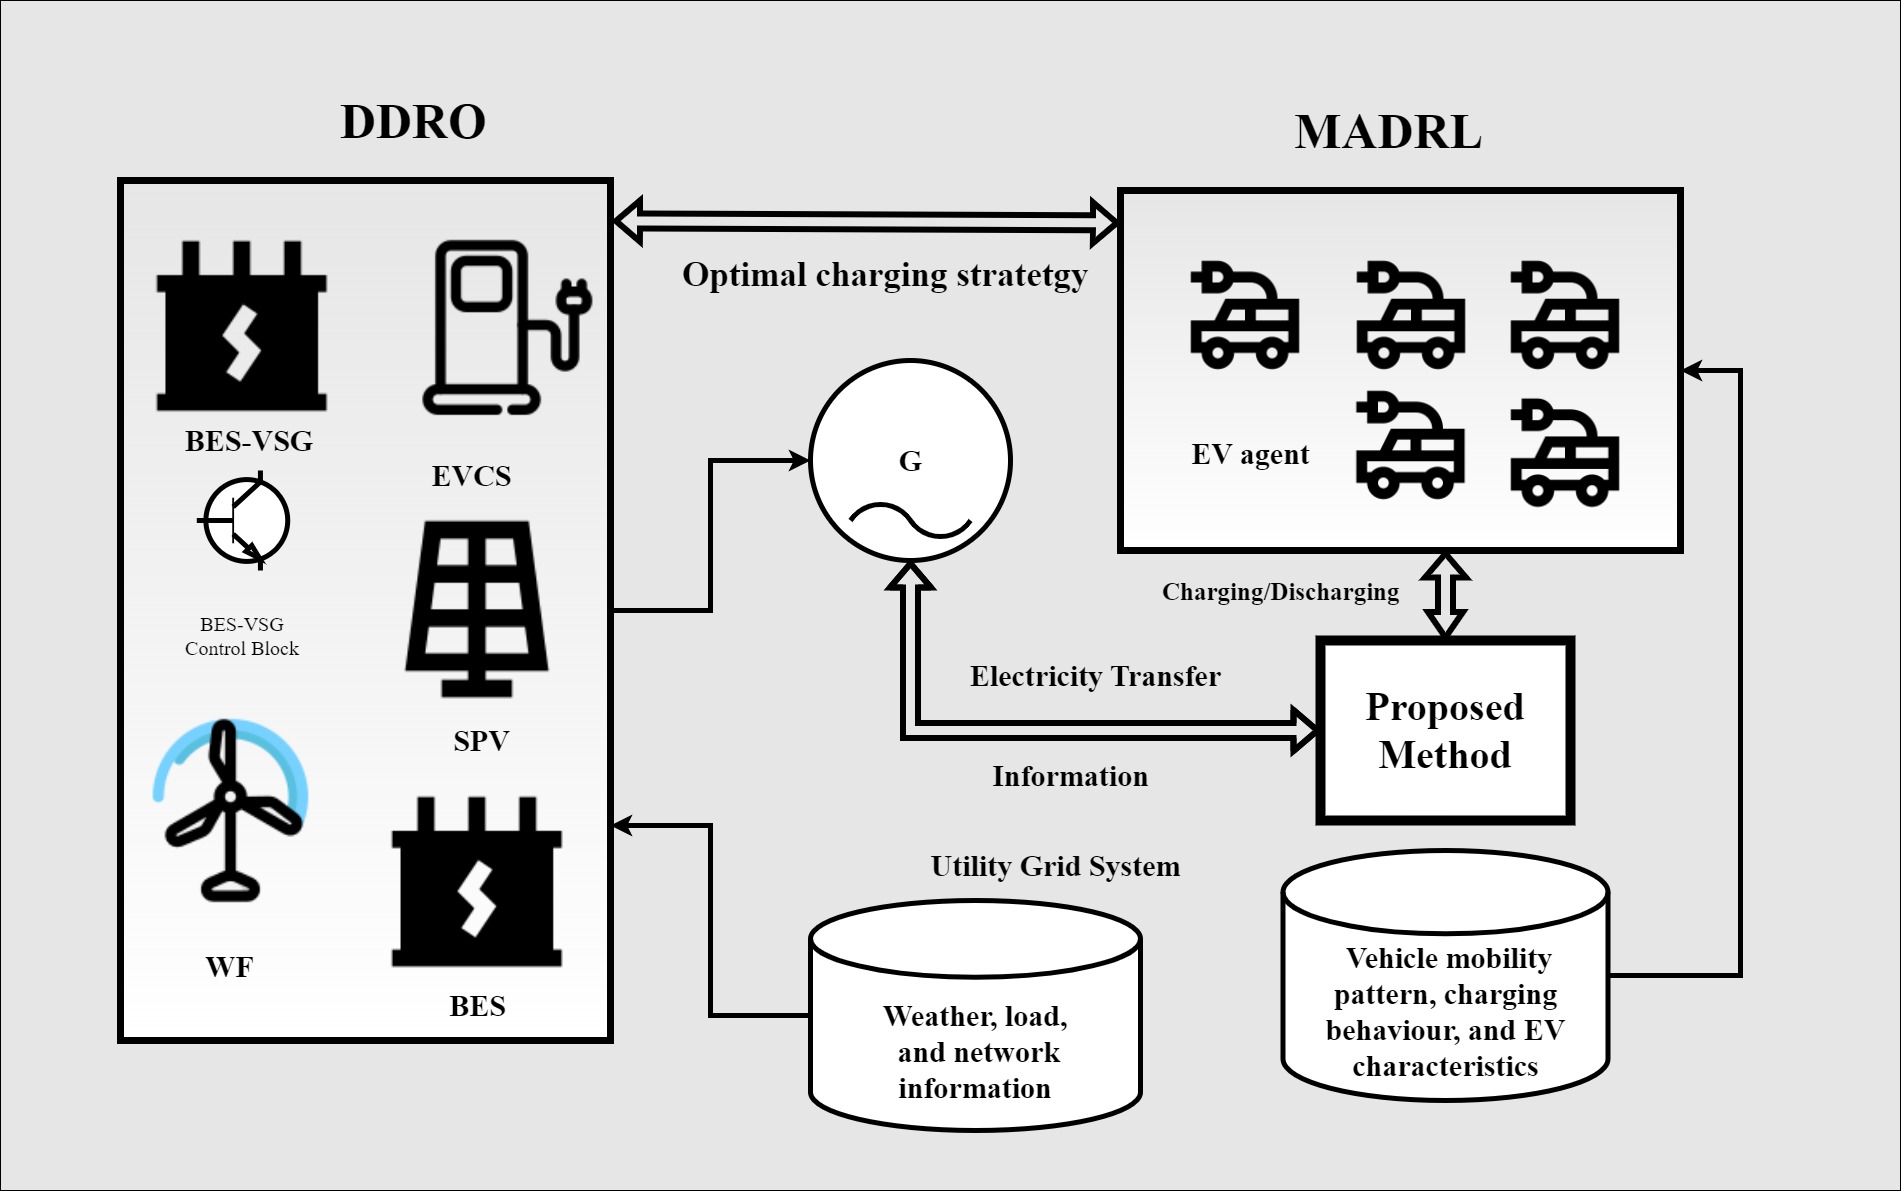 DDRO
MADRL
Optimal charging stratetgy
BES-VSG
EVCS
BES-VSG
Control Block
SPV
WF
BES
G
EV agent
Charging/Discharging
Electricity Transfer
Information
Proposed
Method
Utility Grid System
Weather, load,
and network
information
Vehicle mobility
pattern, charging
behaviour, and EV
characteristics